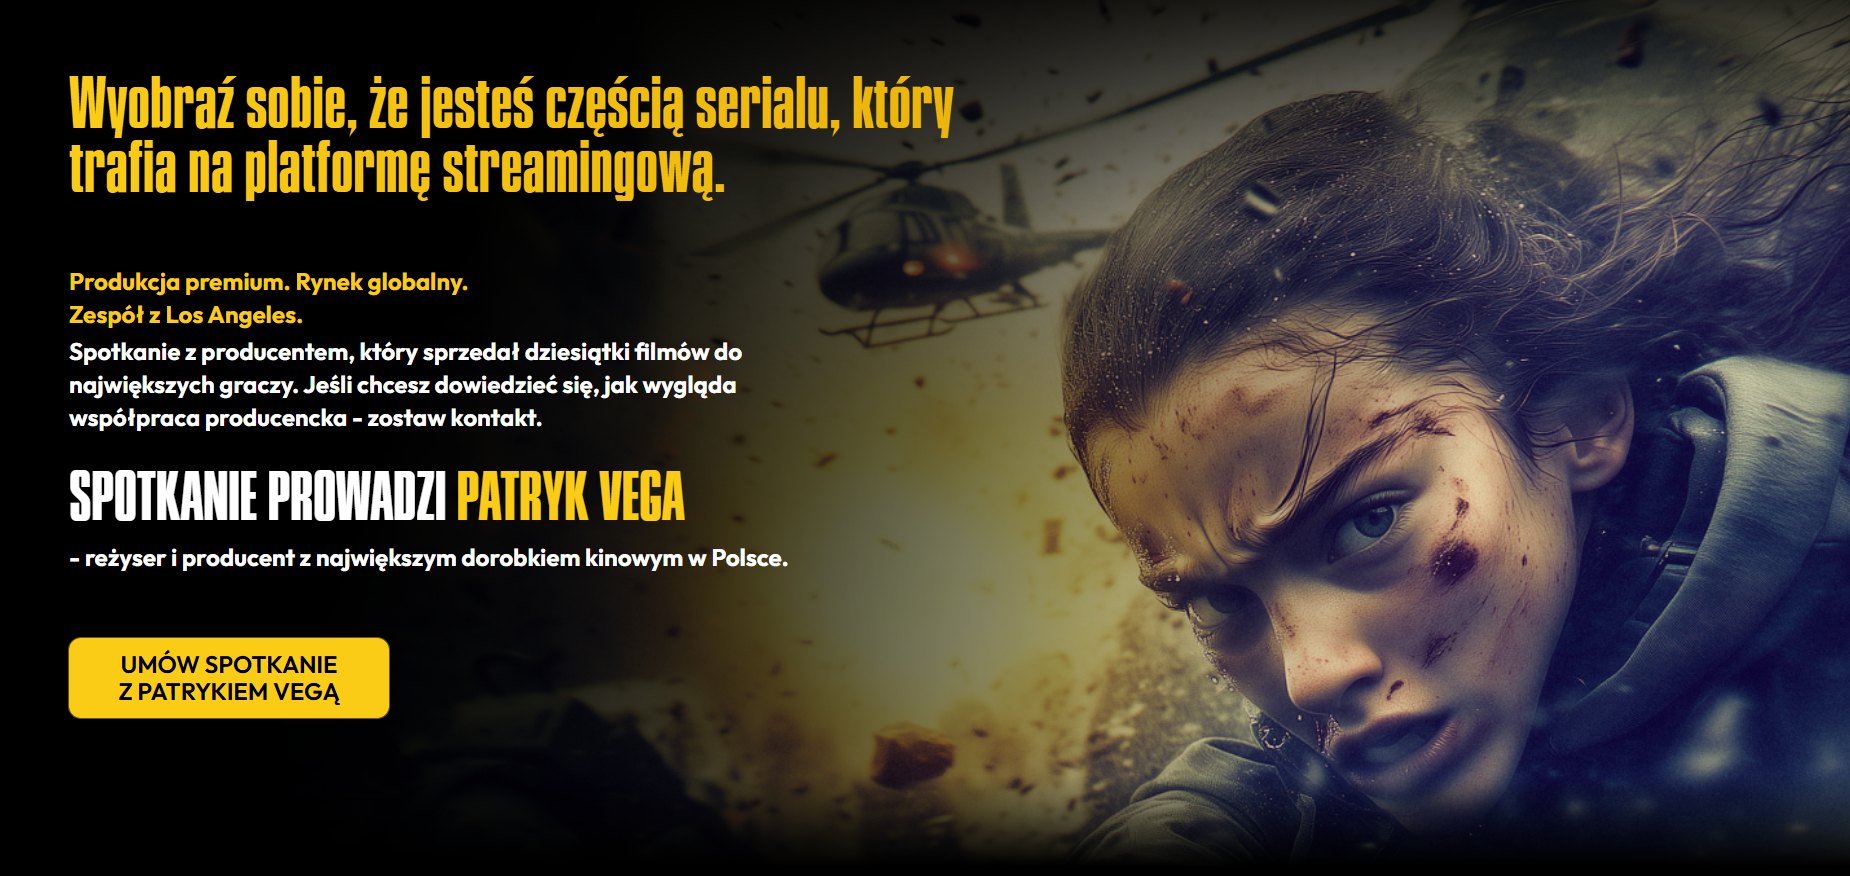 Wyobraź sobie, że jesteś częścią serialu, który
trafia na platformę streamingową.
Produkcja premium. Rynek globalny.
Zespół z Los Angeles.
Spotkanie z producentem, który sprzedał dziesiątki filmów do
największych graczy. Jeśli chcesz dowiedzieć się, jak wygląda
współpraca producencka - zostaw kontakt.
SPOTKANIE PROWADZI PATRYK VEGA
- reżyser i producent z największym dorobkiem kinowym w Polsce.
UMÓW SPOTKANIE
Z PATRYKIEM VEGĄ